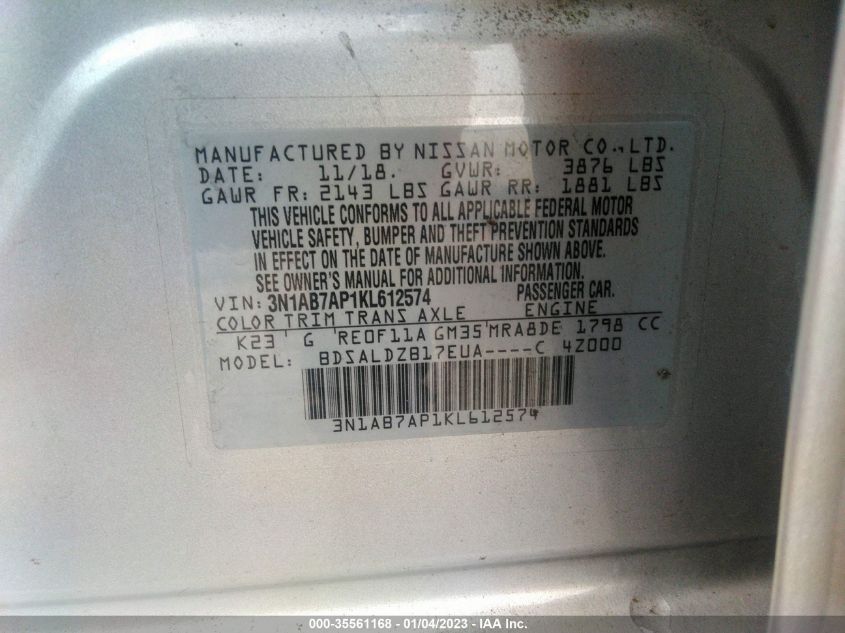 MANUFACTURED BY NISSAN MOTOR CO., LTD.
DATE: 11/18. GVWR: 3876 LBS
GAWR FR: 2143 LBS GAWR RR: 1881 LBS
THIS VEHICLE CONFORMS TO ALL APPLICABLE FEDERAL MOTOR
VEHICLE SAFETY, BUMPER AND THEFT PREVENTION STANDARDS
IN EFFECT ON THE DATE OF MANUFACTURE SHOWN ABOVE.
SEE OWNER'S MANUAL FOR ADDITIONAL INFORMATION.
VIN: 3N1AB7AP1KL612574 PASSENGER CAR.
COLOR TRIM TRANS AXLE ENGINE
K23 G RE0F11A GM35 MRA8DE 1798 CC
MODEL: BDSALDZB17EUA----C 4Z000
3N1AB7AP1KL612574
000-35561168 - 01/04/2023 - IAA Inc.